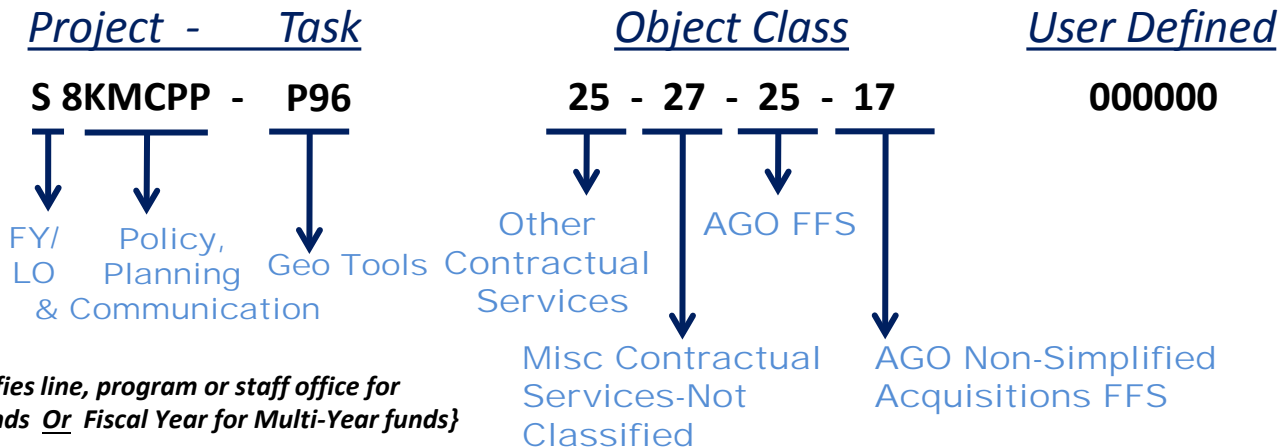 Project - Task Object Class User Defined
S 8KMCPP - P96 25 - 27 - 25 - 17 000000
FY/
LO
Policy,
Planning
& Communication
Geo Tools
Other
Contractual
Services
AGO FFS
Misc Contractual
Services-Not
Classified
AGO Non-Simplified
Acquisitions FFS
line, program or staff office for
Or Fiscal Year for Multi-Year funds}